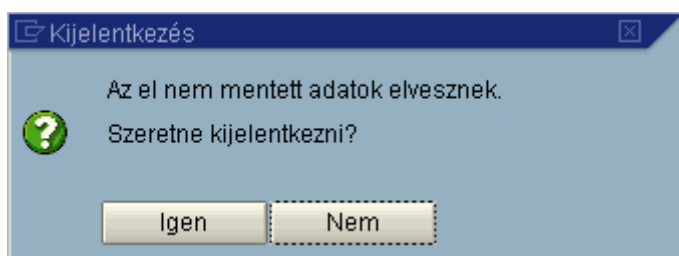 Kijelentkezés
Az el nem mentett adatok elvesznek.
Szeretne kijelentkezni?
Igen Nem